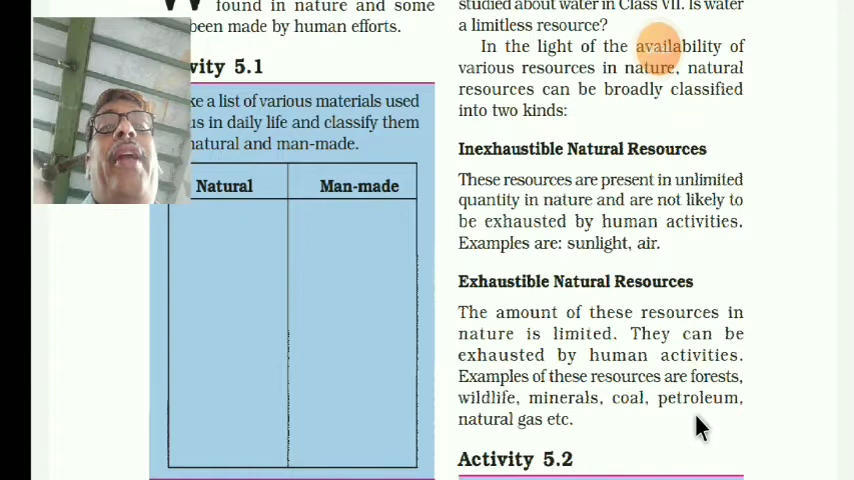 found in nature and some
been made by human efforts.
vity 5.1
ke a list of various materials used
us in daily life and classify them
natural and man-made.
Natural Man-made
studied about water in Class VII. Is water
a limitless resource?
In the light of the availability of
various resources in nature, natural
resources can be broadly classified
into two kinds:
Inexhaustible Natural Resources
These resources are present in unlimited
quantity in nature and are not likely to
be exhausted by human activities.
Examples are: sunlight, air.
Exhaustible Natural Resources
The amount of these resources in
nature is limited. They can be
exhausted by human activities.
Examples of these resources are forests,
wildlife, minerals, coal, petroleum,
natural gas etc.
Activity 5.2